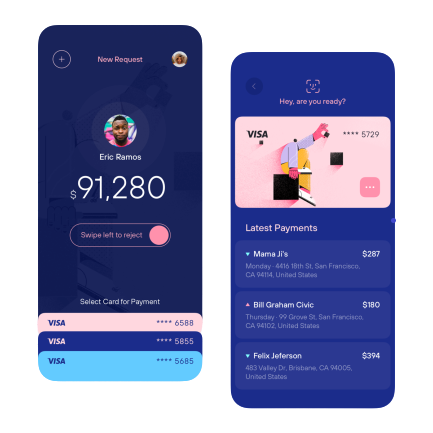 New Request
Eric Ramos
$91,280
Swipe left to reject
Select Card for Payment
VISA **** 6588
VISA **** 5855
VISA **** 5685
Hey, are you ready?
VISA **** 5729
Latest Payments
Mama Ji's $287
Monday · 4416 18th St, San Francisco,
CA 94114, United States
Bill Graham Civic $180
Thursday · 99 Grove St, San Francisco,
CA 94102, United States
Felix Jeferson $394
483 Valley Dr, Brisbane, CA 94005,
United States